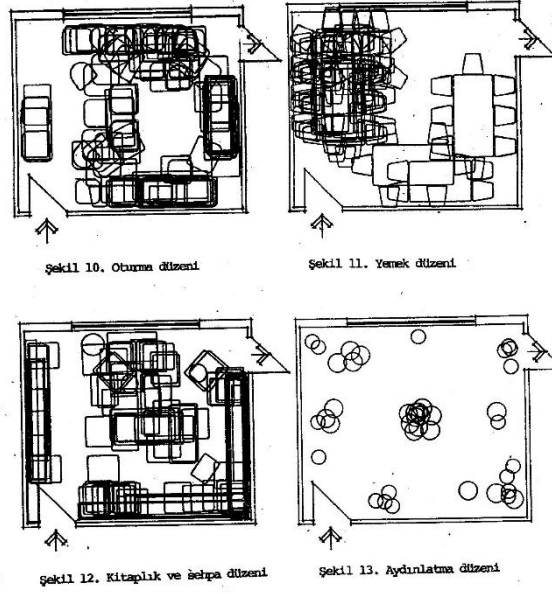 Şekil 10. Oturma düzeni
Şekil 11. Yemek düzeni
Şekil 12. Kitaplık ve sehpa düzeni
Şekil 13. Aydınlatma düzeni